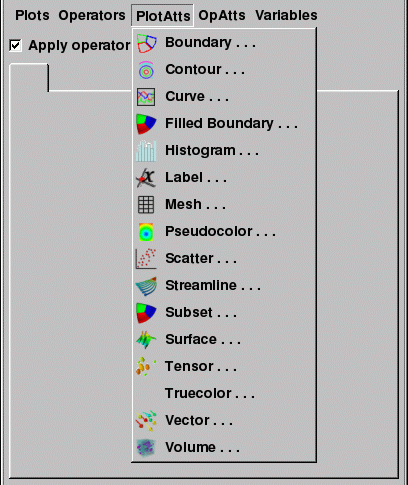 Plots Operators PlotAtts OpAtts Variables
Apply operator
Boundary . . .
Contour . . .
Curve . . .
Filled Boundary . . .
Histogram . . .
Label . . .
Mesh . . .
Pseudocolor . . .
Scatter . . .
Streamline . . .
Subset . . .
Surface . . .
Tensor . . .
Truecolor . . .
Vector . . .
Volume . . .